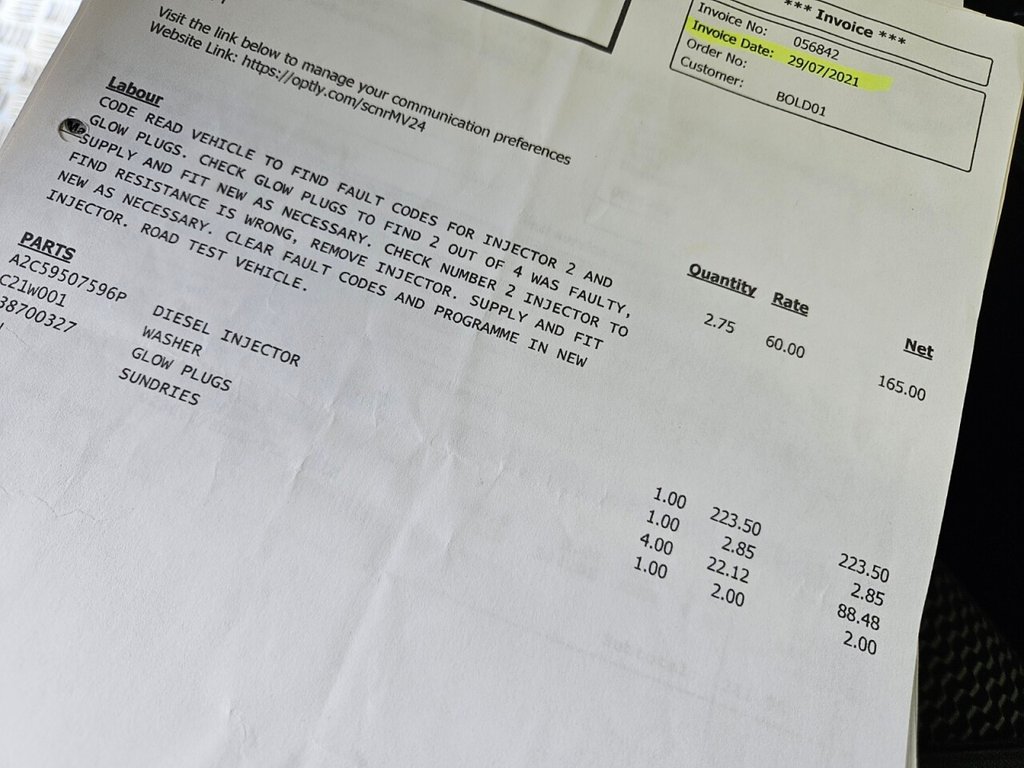 *** Invoice ***
Invoice No: 056842
Invoice Date: 29/07/2021
Order No:
Customer: BOLD01
Visit the link below to manage your communication preferences
Website Link: https://optly.com/scnrMV24
Labour
Quantity Rate Net
CODE READ VEHICLE TO FIND FAULT CODES FOR INJECTOR 2 AND 2.75 60.00 165.00
GLOW PLUGS. CHECK GLOW PLUGS TO FIND 2 OUT OF 4 WAS FAULTY,
SUPPLY AND FIT NEW AS NECESSARY. CHECK NUMBER 2 INJECTOR TO
FIND RESISTANCE IS WRONG, REMOVE INJECTOR. SUPPLY AND FIT
NEW AS NECESSARY. CLEAR FAULT CODES AND PROGRAMME IN NEW
INJECTOR. ROAD TEST VEHICLE.
PARTS
A2C59507596P DIESEL INJECTOR 1.00 223.50 223.50
C21W001 WASHER 1.00 2.85 2.85
38700327 GLOW PLUGS 4.00 22.12 88.48
SUNDRIES 1.00 2.00 2.00